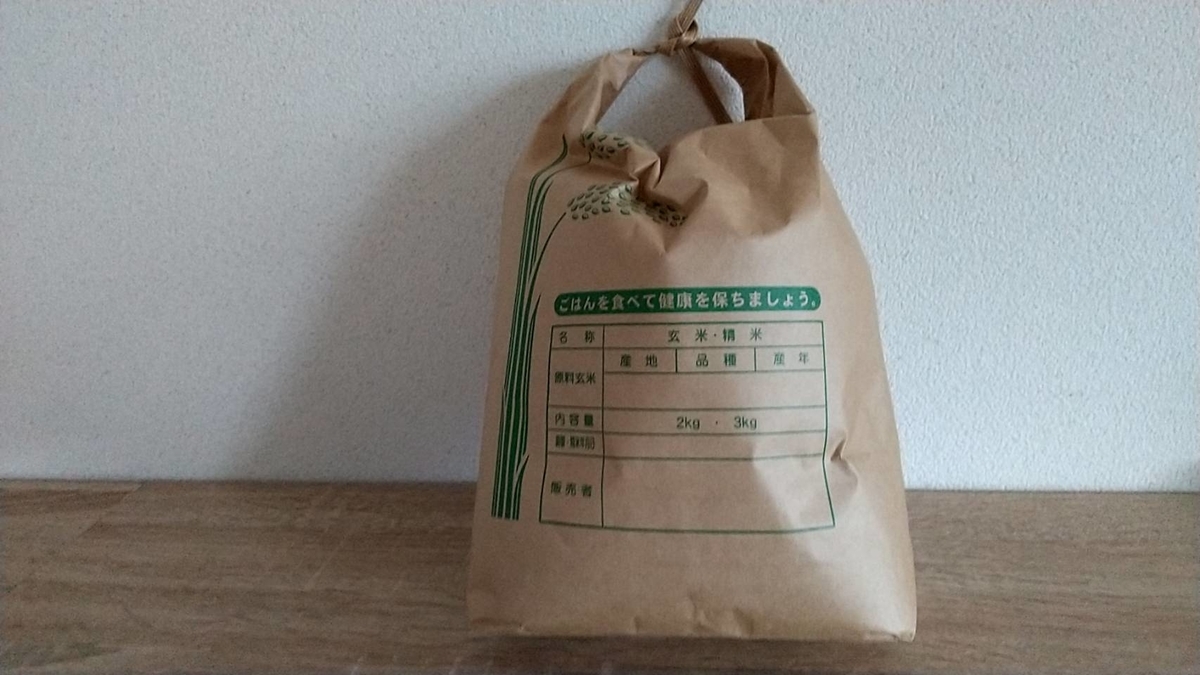 ごはんを食べて健康を保ちましょう。
名 称 玄 米・精 米
原料玄米 産 地 品 種 産 年
内容量 2kg ・ 3kg
販売者